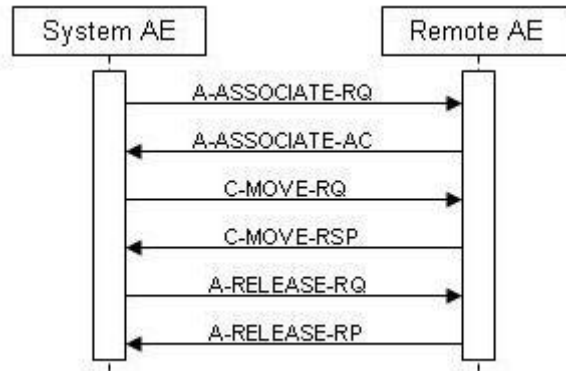 System AE
Remote AE
A-ASSOCIATE-RQ
A-ASSOCIATE-AC
C-MOVE-RQ
C-MOVE-RSP
A-RELEASE-RQ
A-RELEASE-RP